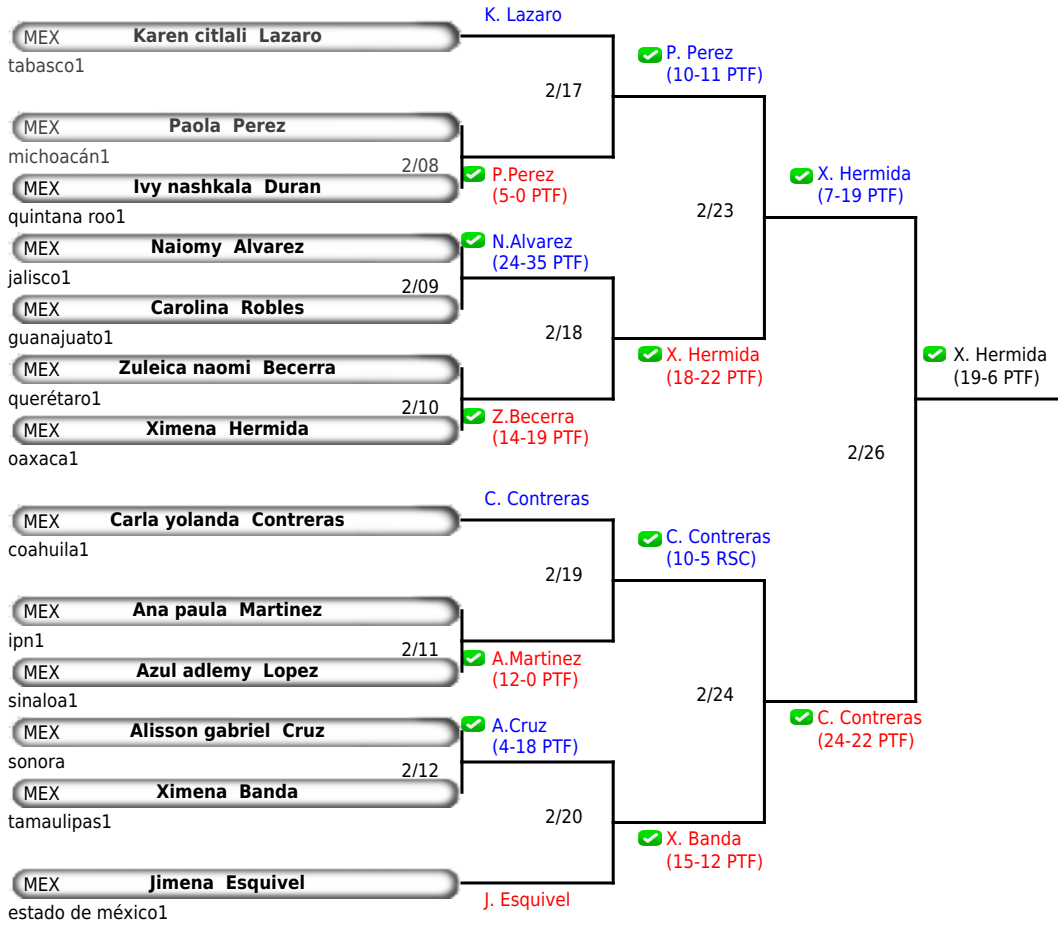 K. Lazaro
MEX Karen citlali Lazaro
tabasco1
P. Perez
(10-11 PTF)
2/17
MEX Paola Perez
michoacán1
2/08
P.Perez
(5-0 PTF)
MEX Ivy nashkala Duran
quintana roo1
X. Hermida
(7-19 PTF)
2/23
N.Alvarez
(24-35 PTF)
MEX Naiomy Alvarez
jalisco1
2/09
MEX Carolina Robles
guanajuato1
2/18
X. Hermida
(18-22 PTF)
X. Hermida
(19-6 PTF)
MEX Zuleica naomi Becerra
querétaro1
2/10
Z.Becerra
(14-19 PTF)
MEX Ximena Hermida
oaxaca1
2/26
C. Contreras
MEX Carla yolanda Contreras
coahuila1
C. Contreras
(10-5 RSC)
2/19
MEX Ana paula Martinez
ipn1
2/11
A.Martinez
(12-0 PTF)
MEX Azul adlemy Lopez
sinaloa1
2/24
C. Contreras
(24-22 PTF)
A.Cruz
(4-18 PTF)
MEX Alisson gabriel Cruz
sonora
2/12
MEX Ximena Banda
tamaulipas1
2/20
X. Banda
(15-12 PTF)
MEX Jimena Esquivel
J. Esquivel
estado de méxico1